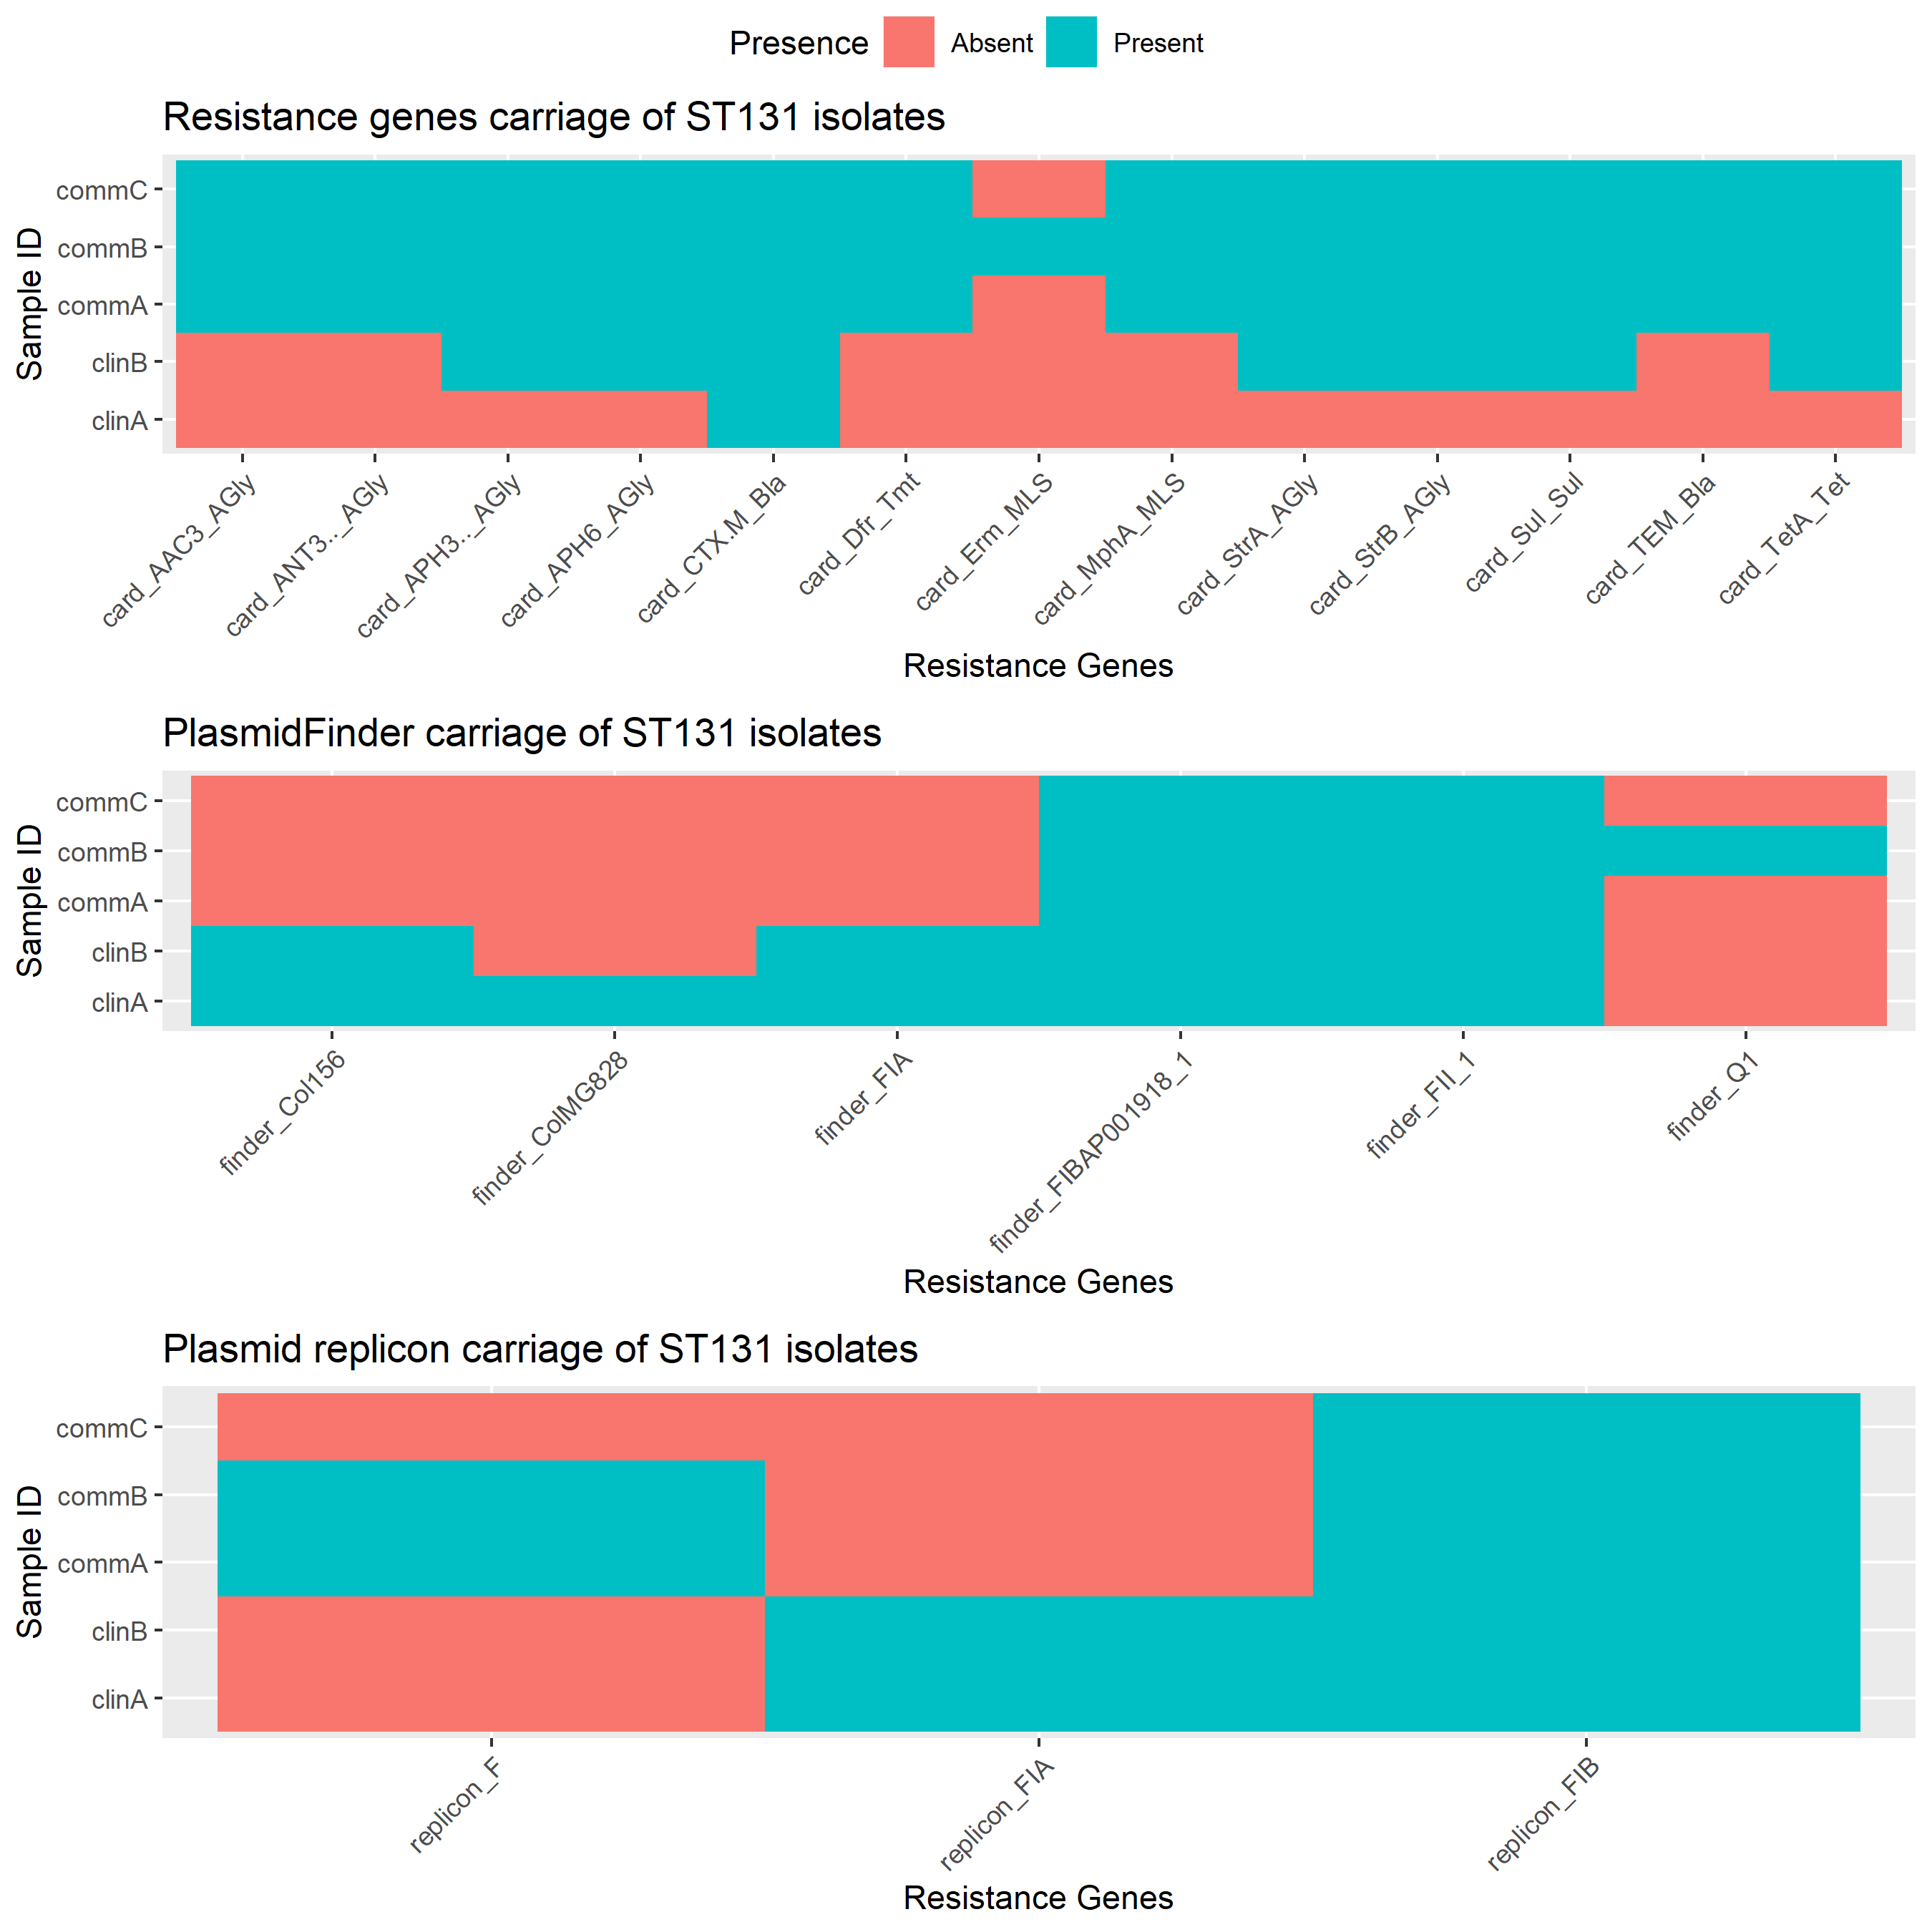 Presence Absent Present
Resistance genes carriage of ST131 isolates
Sample ID
commC
commB
commA
clinB
clinA
card_AAC3_AGly
card_ANT3.._AGly
card_APH3.._AGly
card_APH6_AGly
card_CTX.M_Bla
card_Dfr_Tmt
card_Erm_MLS
card_MphA_MLS
card_StrA_AGly
card_StrB_AGly
card_Sul_Sul
card_TEM_Bla
card_TetA_Tet
Resistance Genes
PlasmidFinder carriage of ST131 isolates
Sample ID
commC
commB
commA
clinB
clinA
finder_Col156
finder_ColMG828
finder_FIA
finder_FIBAP001918_1
finder_FII_1
finder_Q1
Resistance Genes
Plasmid replicon carriage of ST131 isolates
Sample ID
commC
commB
commA
clinB
clinA
replicon_F
replicon_FIA
replicon_FIB
Resistance Genes